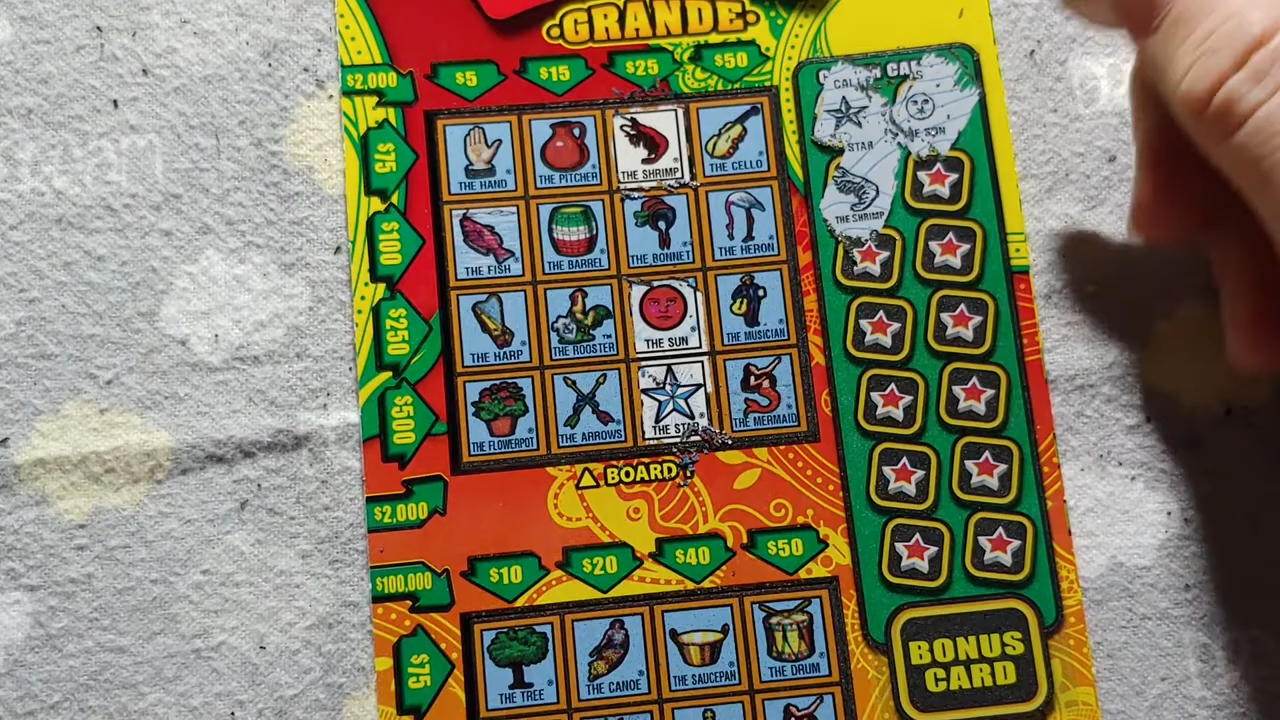 GRANDE
$2,000 $5 $15 $25 $50
$75
$100
$250
$500
$2,000
THE HAND THE PITCHER THE SHRIMP THE CELLO
THE FISH THE BARREL THE BONNET THE HERON
THE HARP THE ROOSTER THE SUN THE MUSICIAN
THE FLOWERPOT THE ARROWS THE STAR THE MERMAID
BOARD
STAR
THE SHRIMP
$100,000 $10 $20 $40 $50
$75
THE TREE THE CANOE THE SAUCEPAN THE DRUM
BONUS
CARD